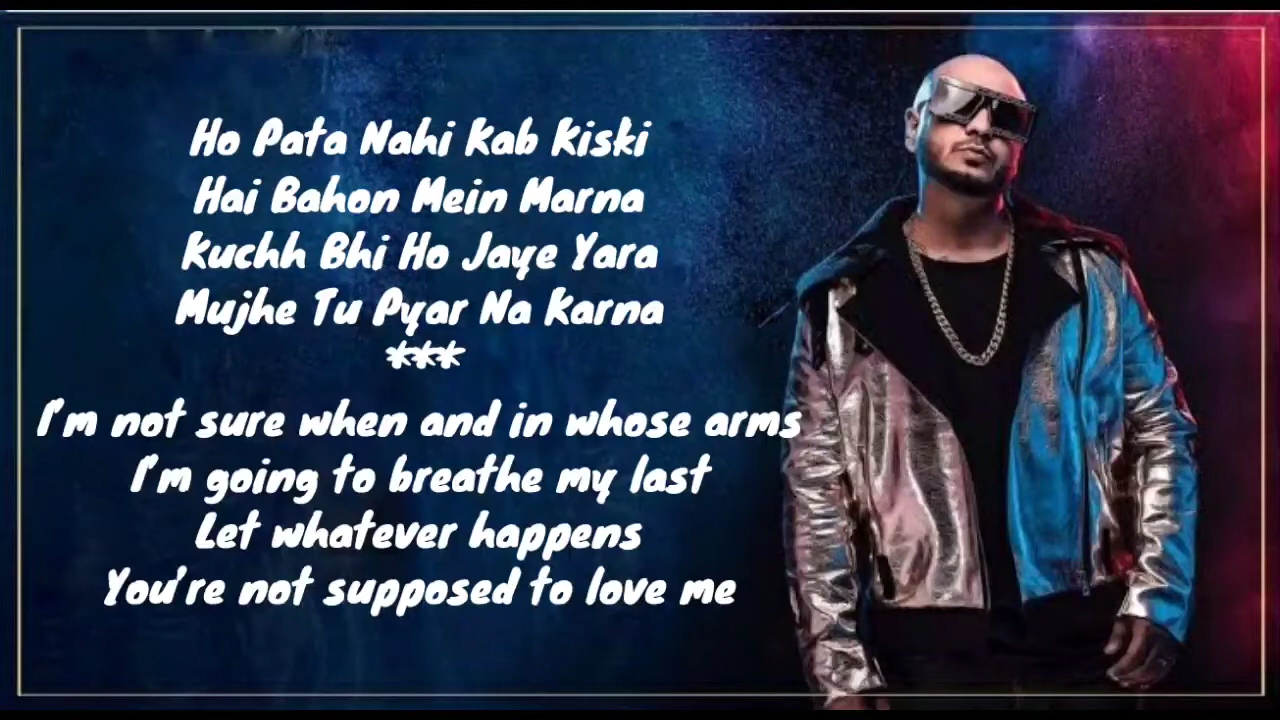 Ho Pata Nahi Kab Kiski
Hai Bahon Mein Marna
Kuchh Bhi Ho Jaye Yara
Mujhe Tu Pyar Na Karna
***
I'm not sure when and in whose arms
I'm going to breathe my last
Let whatever happens
You're not supposed to love me